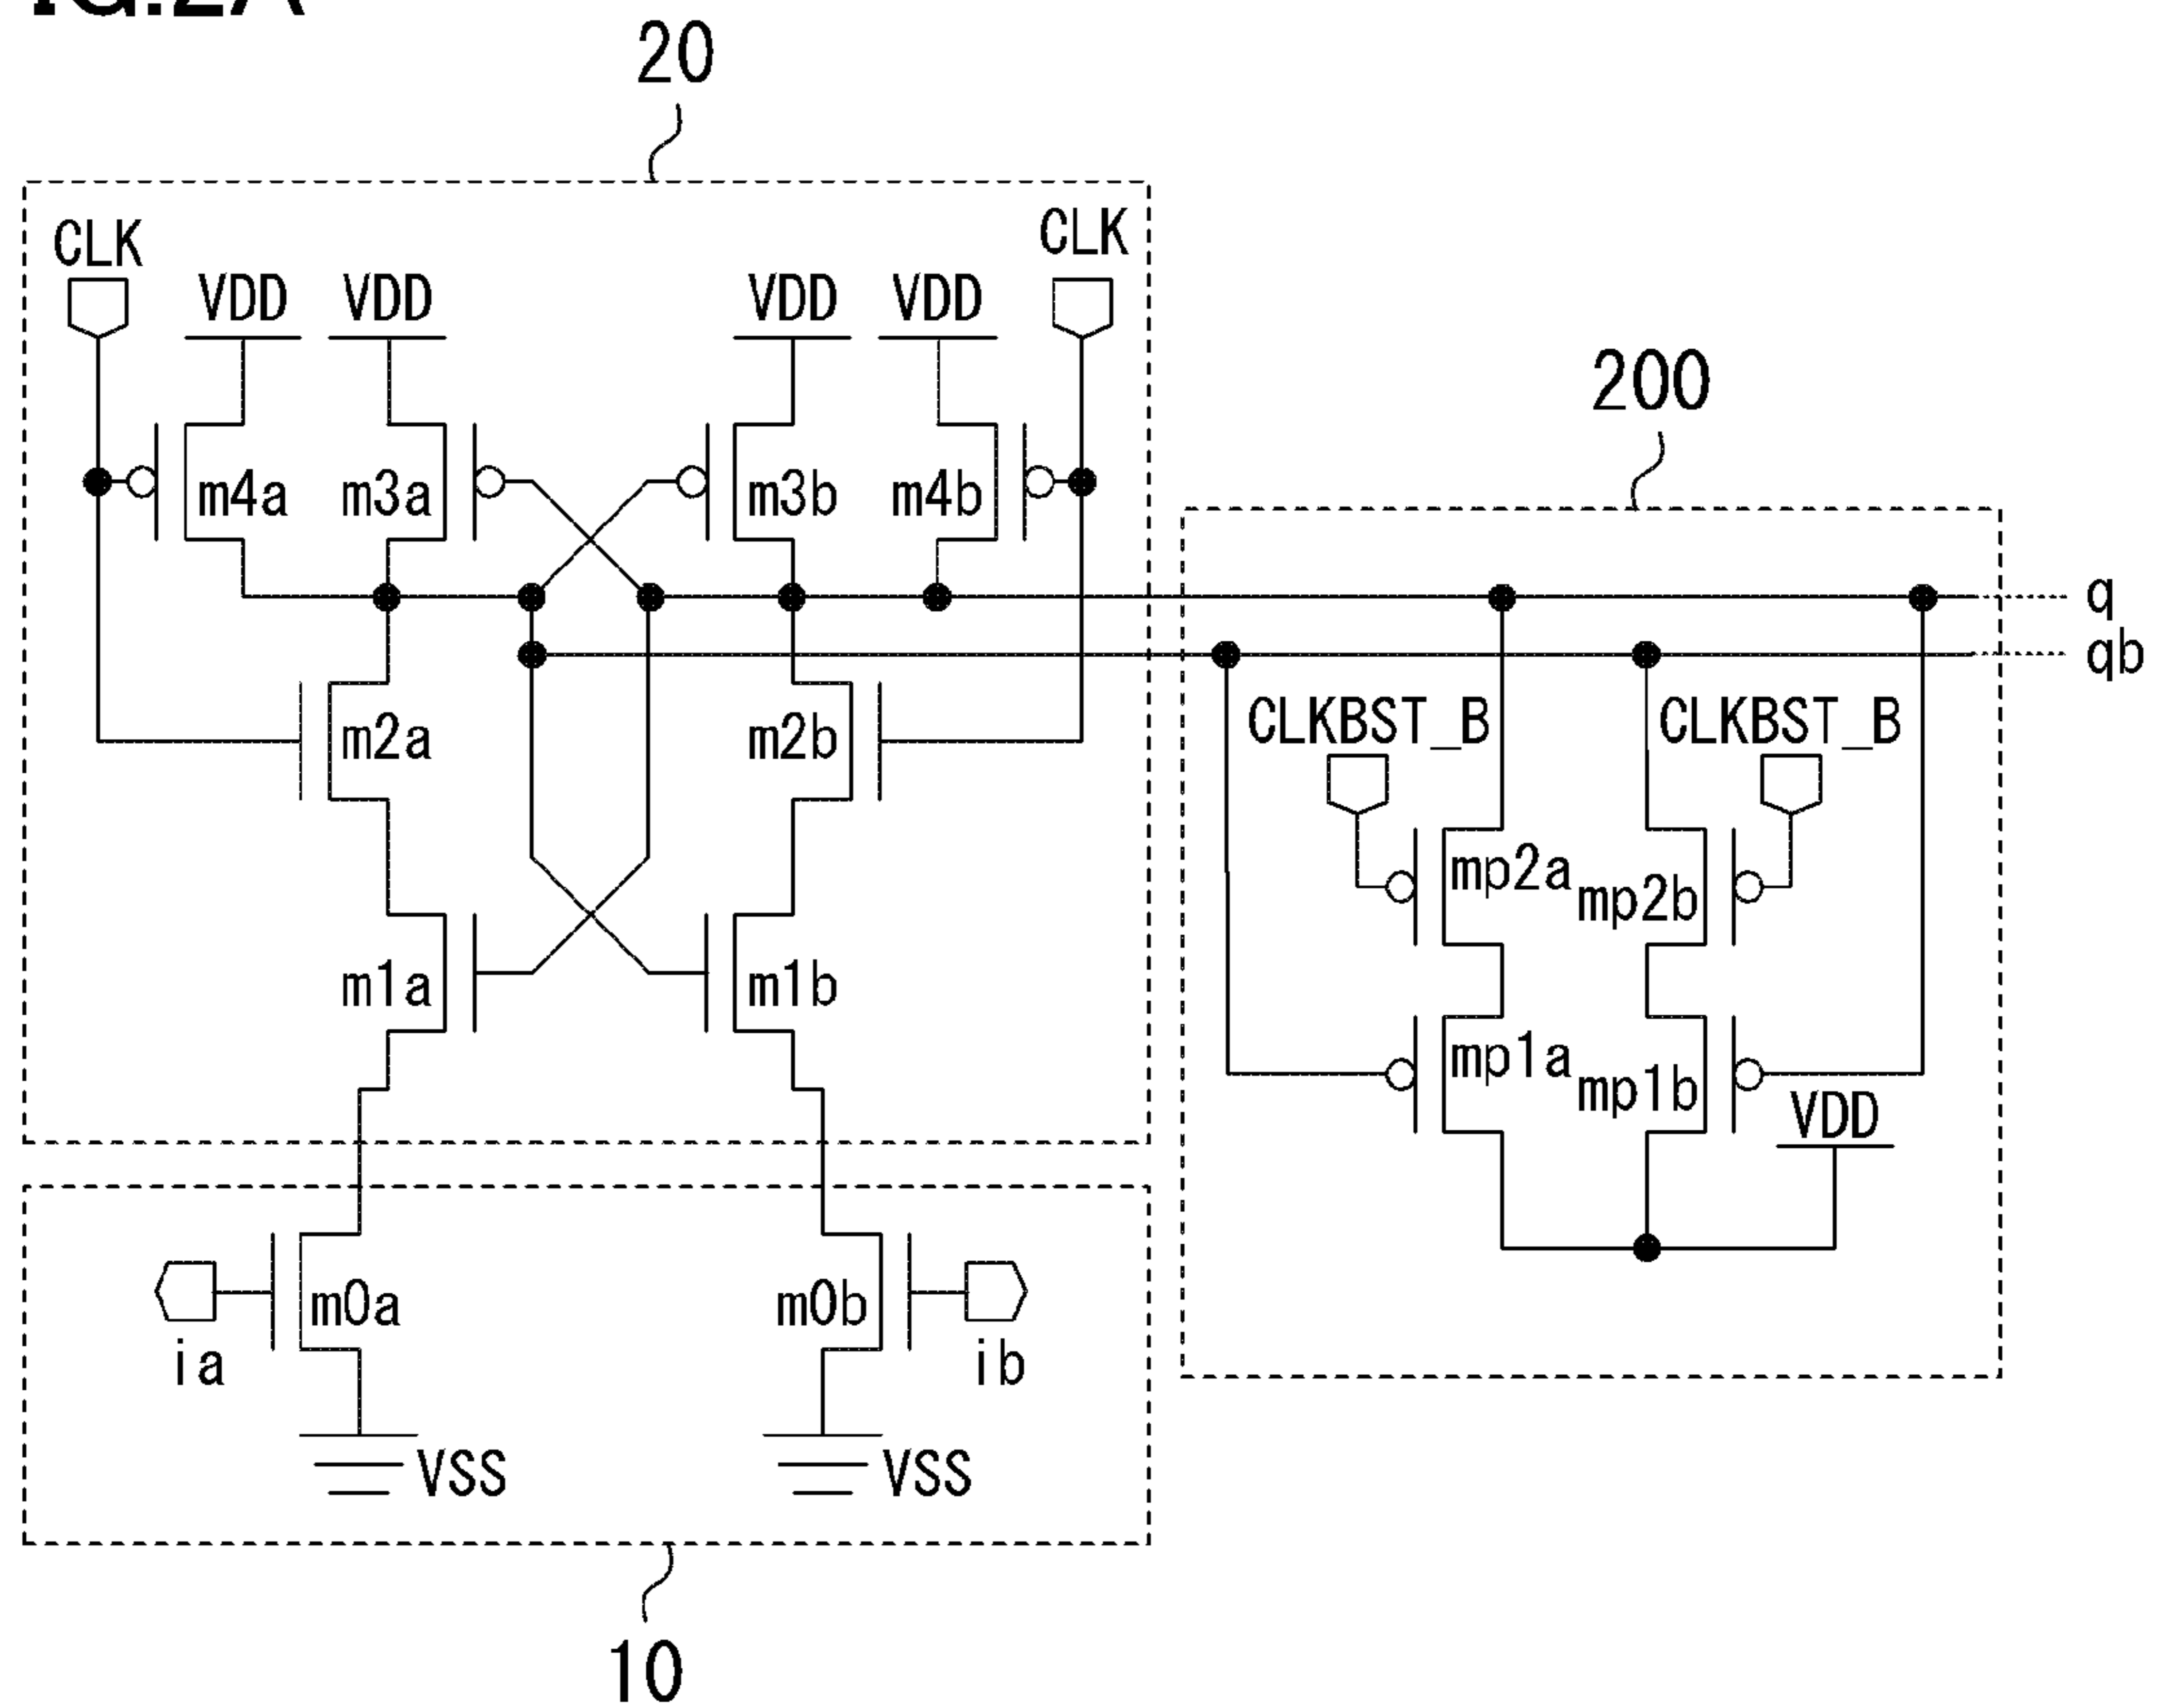 20
CLK
CLK
VDD VDD VDD VDD
200
m4a m3a m3b m4b
q
qb
CLKBST_B CLKBST_B
m2a m2b
mp2a mp2b
m1a m1b
mp1a mp1b
VDD
m0a m0b
ia ib
VSS VSS
10